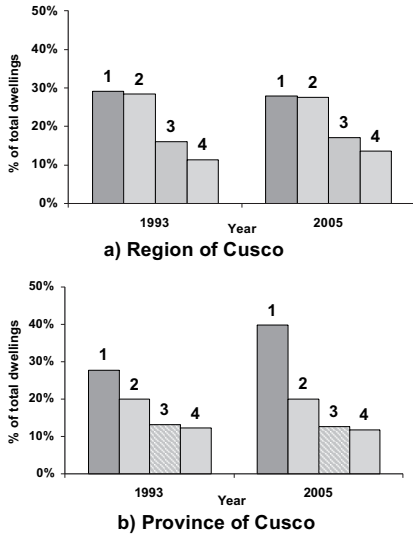 50%
40%
30%
20%
10%
0%
% of total dwellings
1 2 3 4
1 2 3 4
1993 2005
Year
a) Region of Cusco
50%
40%
30%
20%
10%
0%
% of total dwellings
1 2 3 4
1 2 3 4
1993 2005
Year
b) Province of Cusco